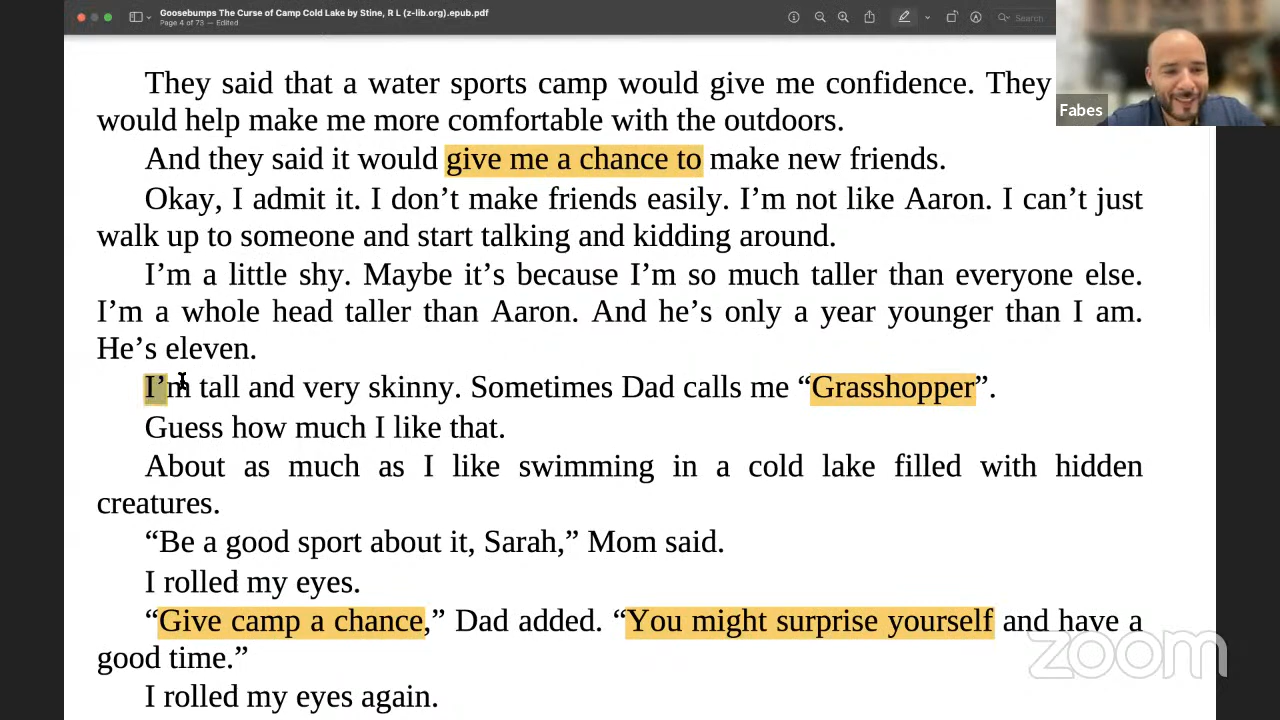 Goosebumps The Curse of Camp Cold Lake by Stine, R L (z-lib.org).epub.pdf
Page 4 of 73 — Edited
Search
Fabes
They said that a water sports camp would give me confidence. They
would help make me more comfortable with the outdoors.
And they said it would give me a chance to make new friends.
Okay, I admit it. I don’t make friends easily. I’m not like Aaron. I can’t just
walk up to someone and start talking and kidding around.
I’m a little shy. Maybe it’s because I’m so much taller than everyone else.
I’m a whole head taller than Aaron. And he’s only a year younger than I am.
He’s eleven.
I’m tall and very skinny. Sometimes Dad calls me “Grasshopper”.
Guess how much I like that.
About as much as I like swimming in a cold lake filled with hidden
creatures.
“Be a good sport about it, Sarah,” Mom said.
I rolled my eyes.
“Give camp a chance,” Dad added. “You might surprise yourself and have a
good time.”
I rolled my eyes again.
zoom